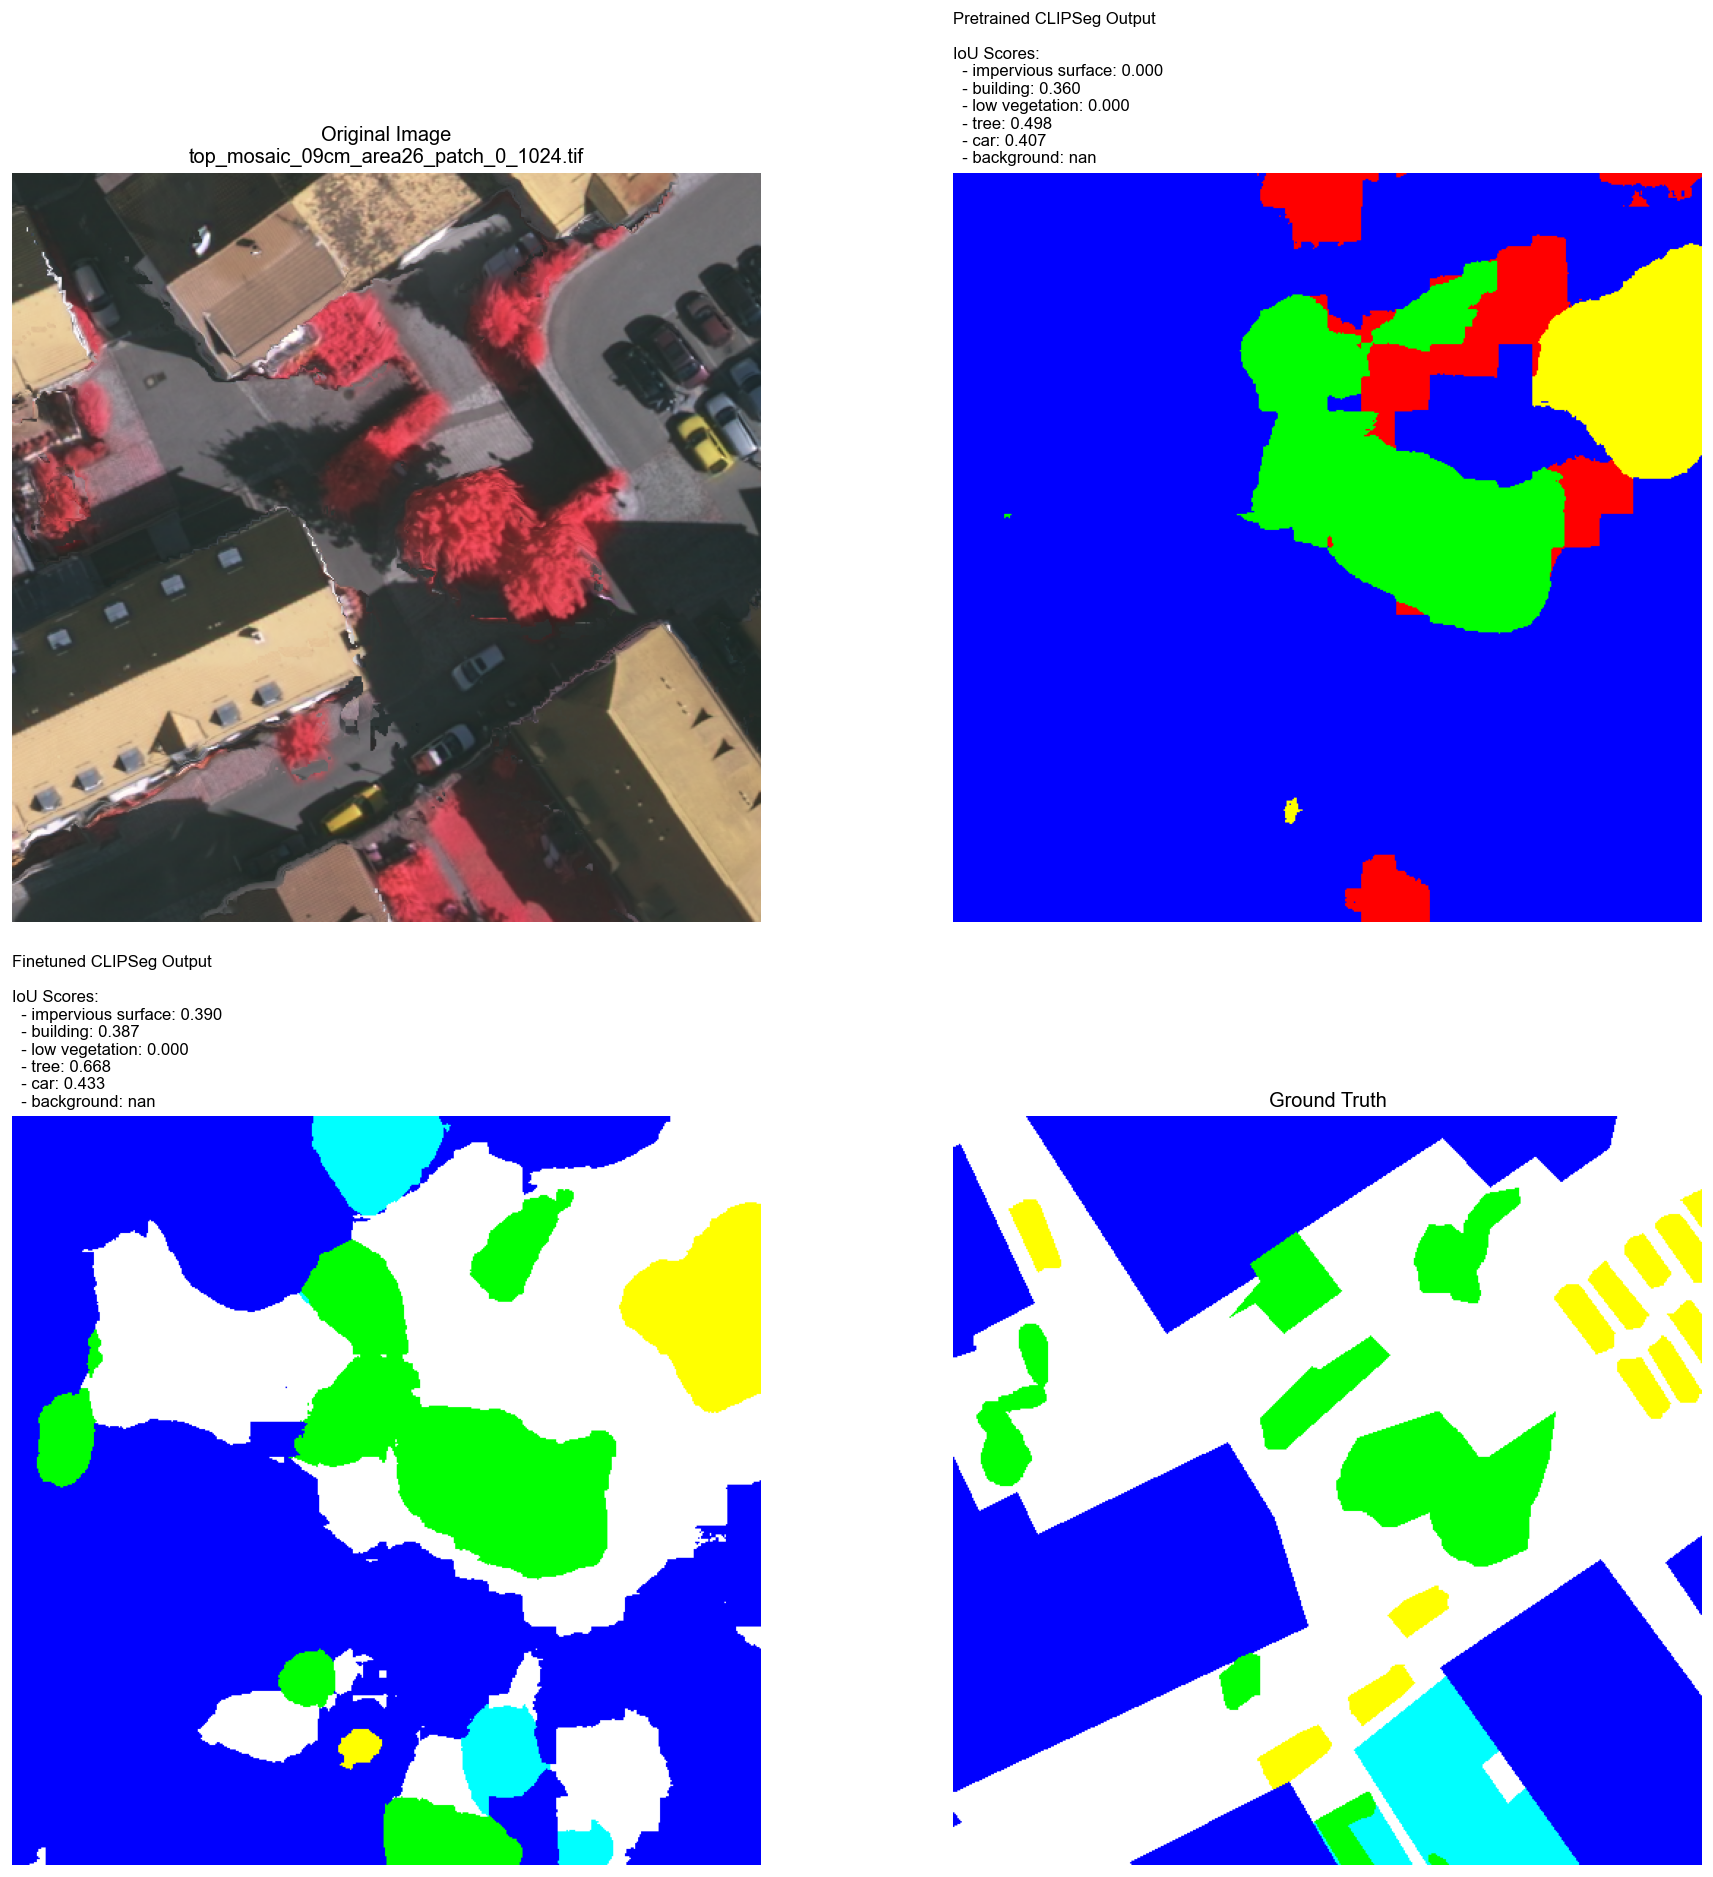 Pretrained CLIPSeg Output
IoU Scores:
- impervious surface: 0.000
- building: 0.360
- low vegetation: 0.000
- tree: 0.498
- car: 0.407
- background: nan
Original Image
top_mosaic_09cm_area26_patch_0_1024.tif
Finetuned CLIPSeg Output
IoU Scores:
- impervious surface: 0.390
- building: 0.387
- low vegetation: 0.000
- tree: 0.668
- car: 0.433
- background: nan
Ground Truth